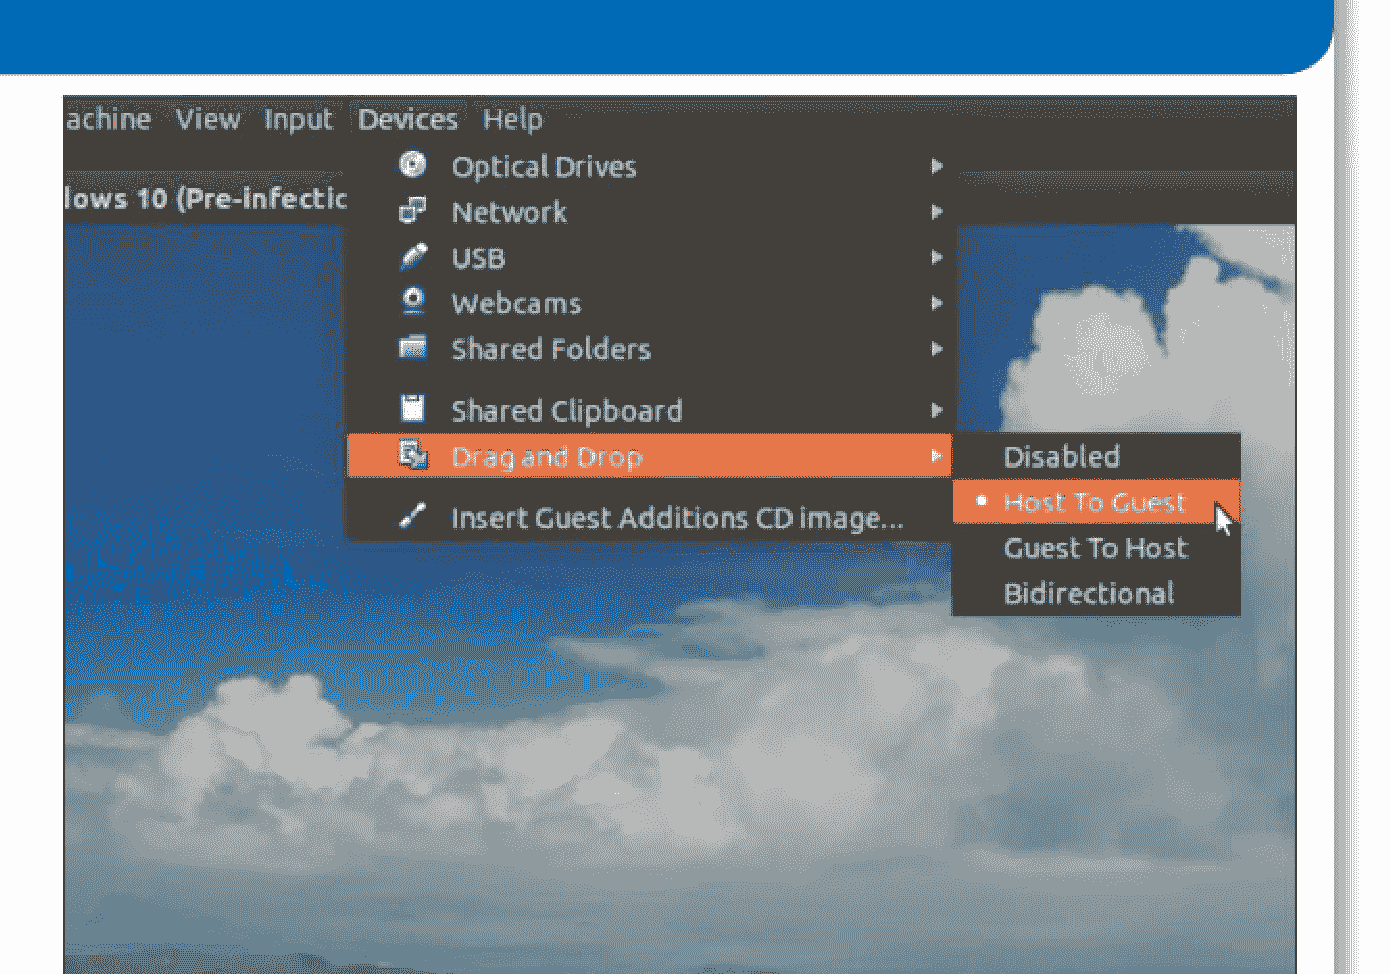 achine View Input Devices Help
lows 10 (Pre-infectic
Optical Drives
Network
USB
Webcams
Shared Folders
Shared Clipboard
Drag and Drop
Insert Guest Additions CD image...
Disabled
Host To Guest
Guest To Host
Bidirectional